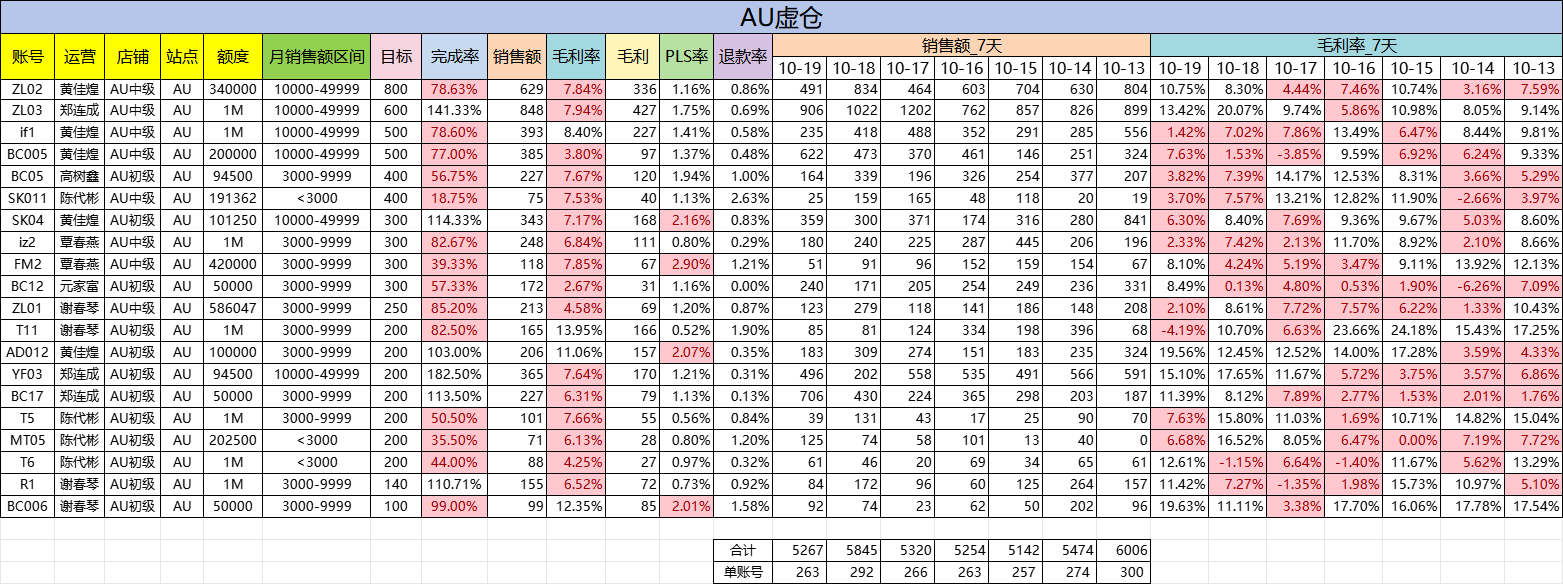 AU虚仓
账号 运营 店铺 站点 额度 月销售额区间 目标 完成率 销售额 毛利率 毛利 PLS率 退款率 销售额_7天 毛利率_7天
10-19 10-18 10-17 10-16 10-15 10-14 10-13 10-19 10-18 10-17 10-16 10-15 10-14 10-13
ZL02 黄佳煌 AU中级 AU 340000 10000-49999 800 78.63% 629 7.84% 336 1.16% 0.86% 491 834 464 603 704 630 804 10.75% 8.30% 4.44% 7.46% 10.74% 3.16% 7.59%
ZL03 郑连成 AU中级 AU 1M 10000-49999 600 141.33% 848 7.94% 427 1.75% 0.69% 906 1022 1202 762 857 826 899 13.42% 20.07% 9.74% 5.86% 10.98% 8.05% 9.14%
if1 黄佳煌 AU中级 AU 1M 10000-49999 500 78.60% 393 8.40% 227 1.41% 0.58% 235 418 488 352 291 285 556 1.42% 7.02% 7.86% 13.49% 6.47% 8.44% 9.81%
BC005 黄佳煌 AU中级 AU 200000 10000-49999 500 77.00% 385 3.80% 97 1.37% 0.48% 622 473 370 461 146 251 324 7.63% 1.53% -3.85% 9.59% 6.92% 6.24% 9.33%
BC05 高树鑫 AU初级 AU 94500 3000-9999 400 56.75% 227 7.67% 120 1.94% 1.00% 164 339 196 326 254 377 207 3.82% 7.39% 14.17% 12.53% 8.31% 3.66% 5.29%
SK011 陈代彬 AU中级 AU 191362 <3000 400 18.75% 75 7.53% 40 1.13% 2.63% 25 159 165 48 118 20 19 3.70% 7.57% 13.21% 12.82% 11.90% -2.66% 3.97%
SK04 黄佳煌 AU初级 AU 101250 10000-49999 300 114.33% 343 7.17% 168 2.16% 0.83% 359 300 371 174 316 280 841 6.30% 8.40% 7.69% 9.36% 9.67% 5.03% 8.60%
iz2 覃春燕 AU中级 AU 1M 3000-9999 300 82.67% 248 6.84% 111 0.80% 0.29% 180 240 225 287 445 206 196 2.33% 7.42% 2.13% 11.70% 8.92% 2.10% 8.66%
FM2 覃春燕 AU中级 AU 420000 3000-9999 300 39.33% 118 7.85% 67 2.90% 1.21% 51 91 96 152 159 154 67 8.10% 4.24% 5.19% 3.47% 9.11% 13.92% 12.13%
BC12 元家富 AU初级 AU 50000 3000-9999 300 57.33% 172 2.67% 31 1.16% 0.00% 240 171 205 254 249 236 331 8.49% 0.13% 4.80% 0.53% 1.90% -6.26% 7.09%
ZL01 谢春琴 AU中级 AU 586047 3000-9999 250 85.20% 213 4.58% 69 1.20% 0.87% 123 279 118 141 186 148 208 2.10% 8.61% 7.72% 7.57% 6.22% 1.33% 10.43%
T11 谢春琴 AU初级 AU 1M 3000-9999 200 82.50% 165 13.95% 166 0.52% 1.90% 85 81 124 334 198 396 68 -4.19% 10.70% 6.63% 23.66% 24.18% 15.43% 17.25%
AD012 黄佳煌 AU初级 AU 100000 3000-9999 200 103.00% 206 11.06% 157 2.07% 0.35% 183 309 274 151 183 235 324 19.56% 12.45% 12.52% 14.00% 17.28% 3.59% 4.33%
YF03 郑连成 AU初级 AU 94500 10000-49999 200 182.50% 365 7.64% 170 1.21% 0.31% 496 202 558 535 491 566 591 15.10% 17.65% 11.67% 5.72% 3.75% 3.57% 6.86%
BC17 郑连成 AU初级 AU 50000 3000-9999 200 113.50% 227 6.31% 79 1.13% 0.13% 706 430 224 365 298 203 187 11.39% 8.12% 7.89% 2.77% 1.53% 2.01% 1.76%
T5 陈代彬 AU初级 AU 1M 3000-9999 200 50.50% 101 7.66% 55 0.56% 0.84% 39 131 43 17 25 90 70 7.63% 15.80% 11.03% 1.69% 10.71% 14.82% 15.04%
MT05 陈代彬 AU初级 AU 202500 <3000 200 35.50% 71 6.13% 28 0.80% 1.20% 125 74 58 101 13 40 0 6.68% 16.52% 8.05% 6.47% 0.00% 7.19% 7.72%
T6 陈代彬 AU初级 AU 1M <3000 200 44.00% 88 4.25% 27 0.97% 0.32% 61 46 20 69 34 65 61 12.61% -1.15% 6.64% -1.40% 11.67% 5.62% 13.29%
R1 谢春琴 AU初级 AU 1M 3000-9999 140 110.71% 155 6.52% 72 0.73% 0.92% 84 172 96 60 125 264 157 11.42% 7.27% -1.35% 1.98% 15.73% 10.97% 5.10%
BC006 谢春琴 AU初级 AU 50000 3000-9999 100 99.00% 99 12.35% 85 2.01% 1.58% 92 74 23 62 50 202 96 19.63% 11.11% 3.38% 17.70% 16.06% 17.78% 17.54%
合计 5267 5845 5320 5254 5142 5474 6006
单账号 263 292 266 263 257 274 300